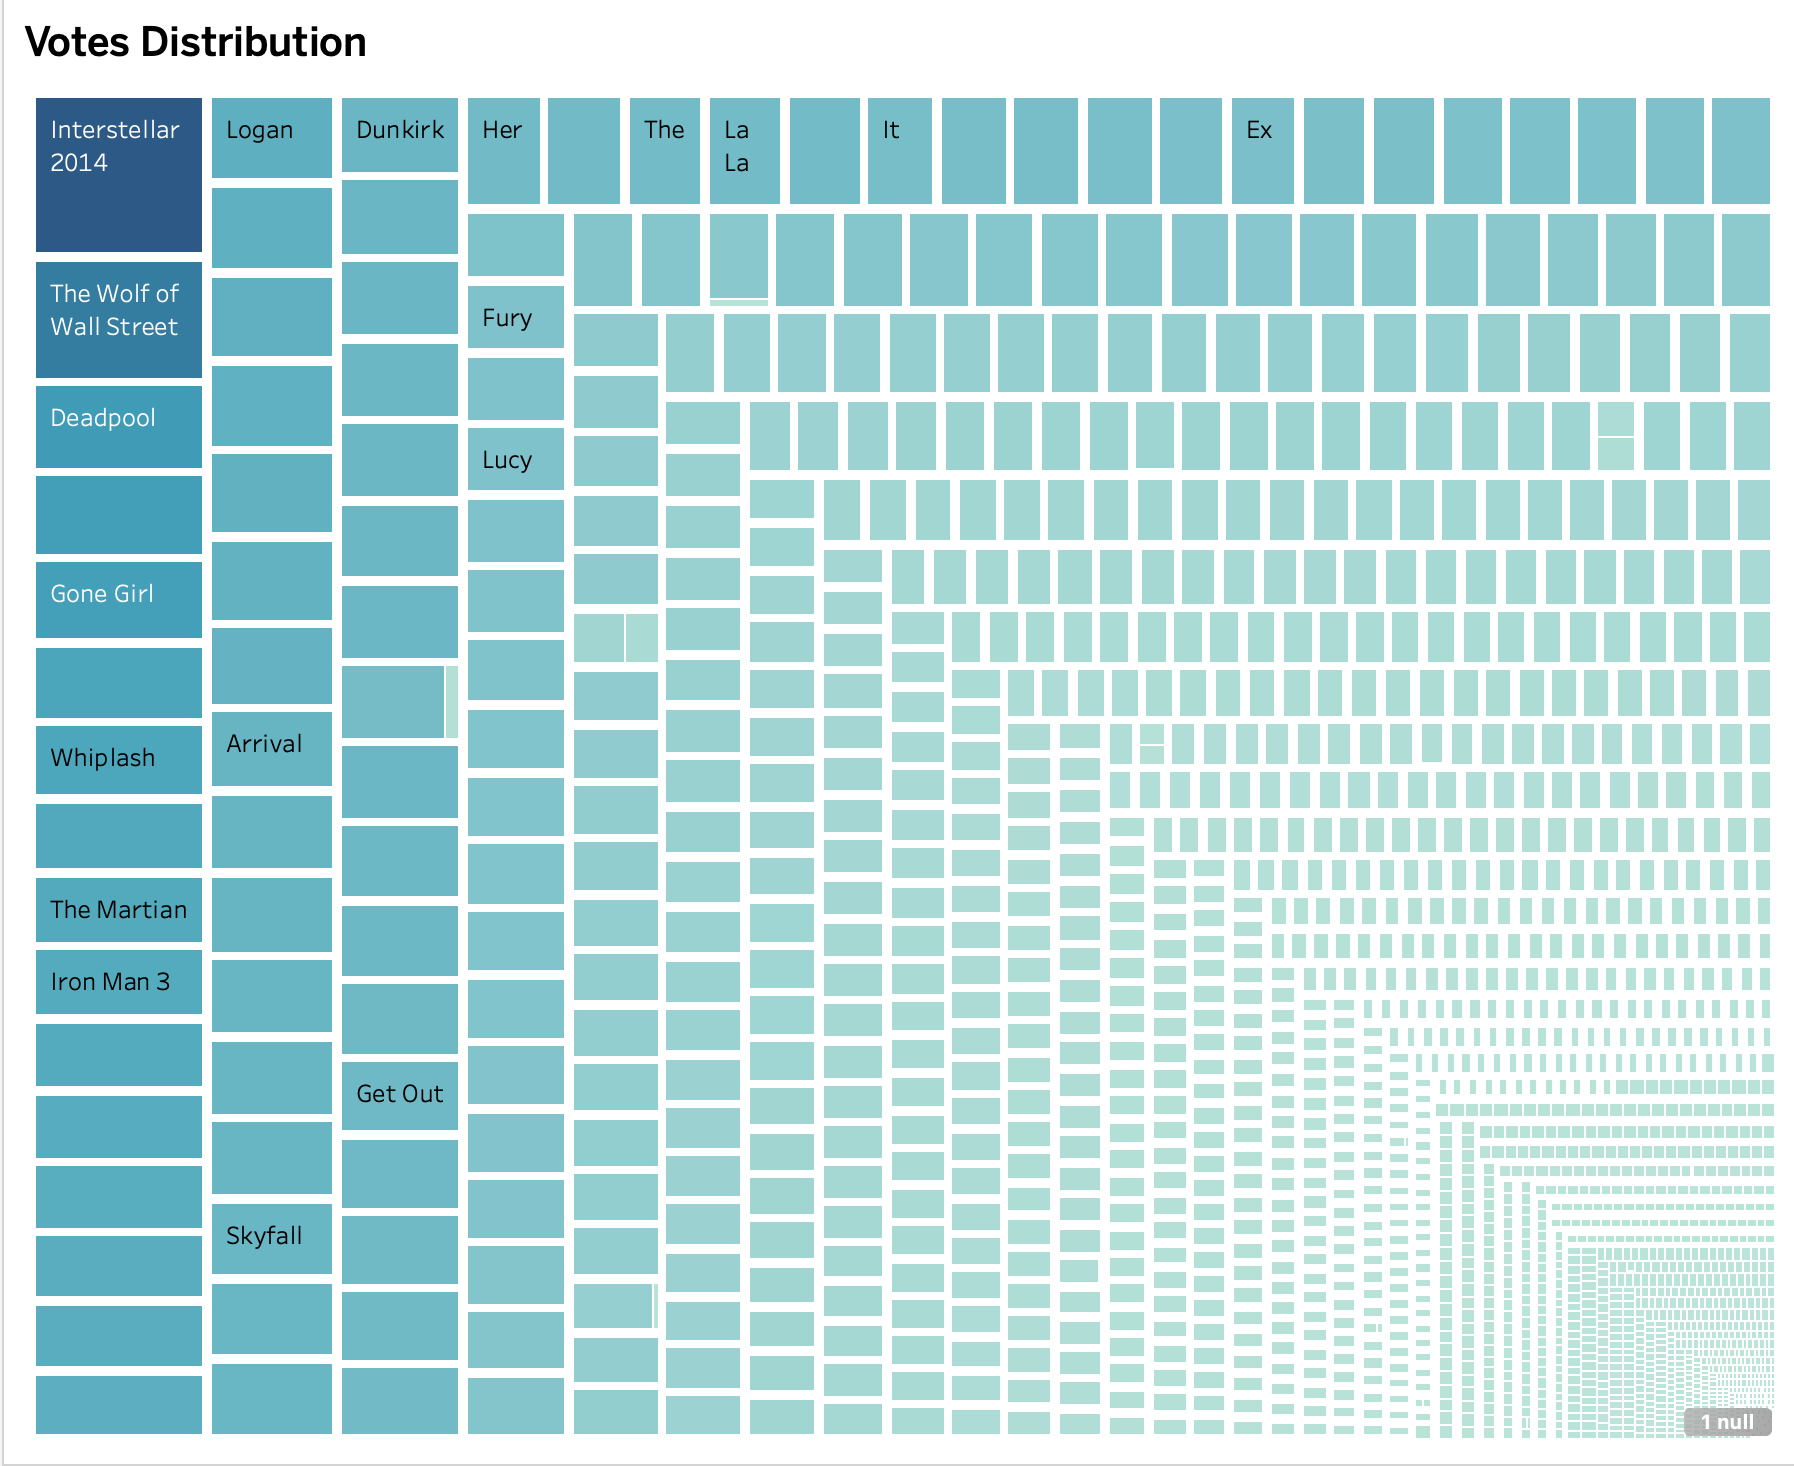 Votes Distribution
Interstellar
2014
Logan
Dunkirk
Her
The
La
La
It
Ex
The Wolf of
Wall Street
Fury
Deadpool
Lucy
Gone Girl
Whiplash
Arrival
The Martian
Iron Man 3
Get Out
Skyfall
1 null